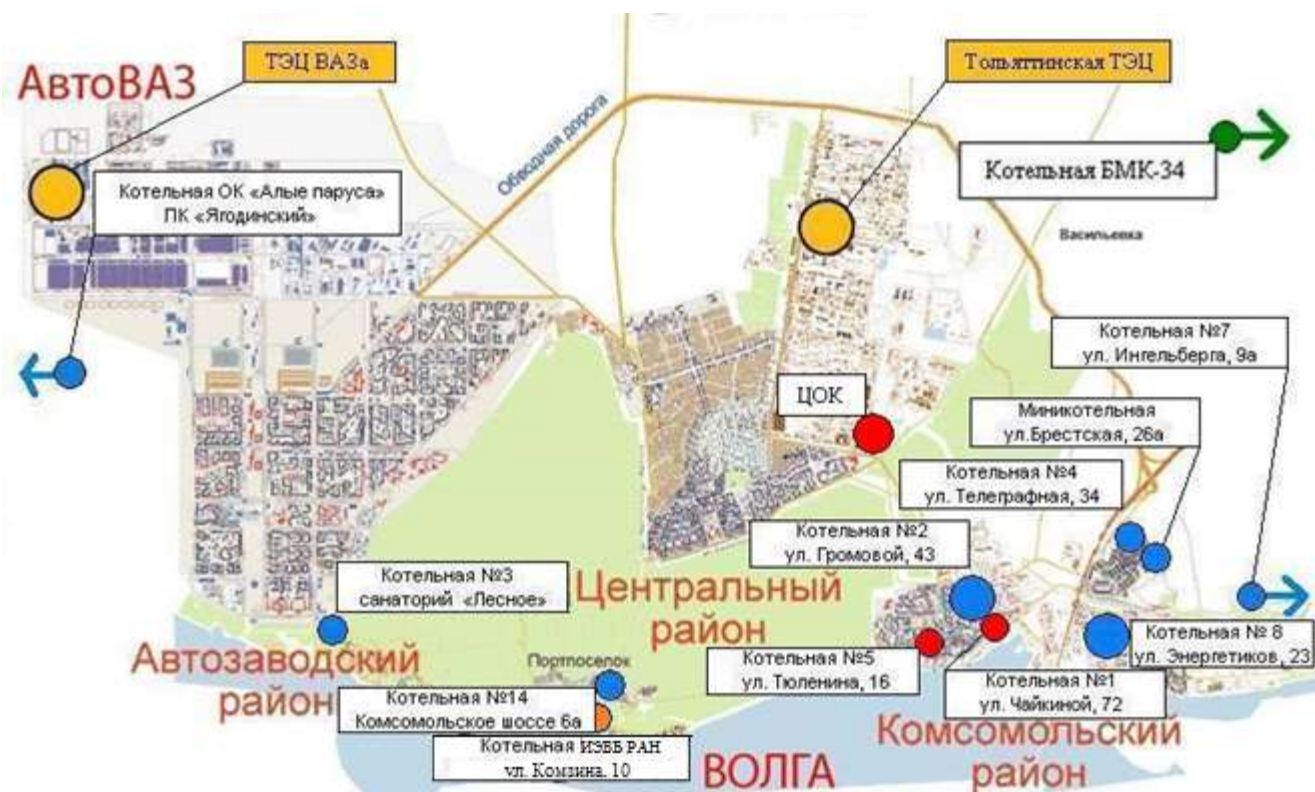 ТЭЦ ВАЗа
Тольяттинская ТЭЦ
АвтоВАЗ
Обводная дорога
Котельная БМК-34
Котельная ОК «Алые паруса»
ПК «Ягодинский»
Васильевка
Котельная №7
ул. Ингельберга, 9а
ЦОК
Миникотельная
ул.Брестская, 26а
Котельная №4
ул. Телеграфная, 34
Котельная №2
ул. Громовой, 43
Котельная №3
санаторий «Лесное»
Центральный
район
Автозаводский
район
Портпоселок
Котельная №5
ул. Тюленина, 16
Котельная № 8
ул. Энергетиков, 23
Котельная №14
Комсомольское шоссе 6а
Котельная №1
ул. Чайкиной, 72
Котельная ИЭВБ РАН
ул. Комзина, 10
ВОЛГА
Комсомольский
район